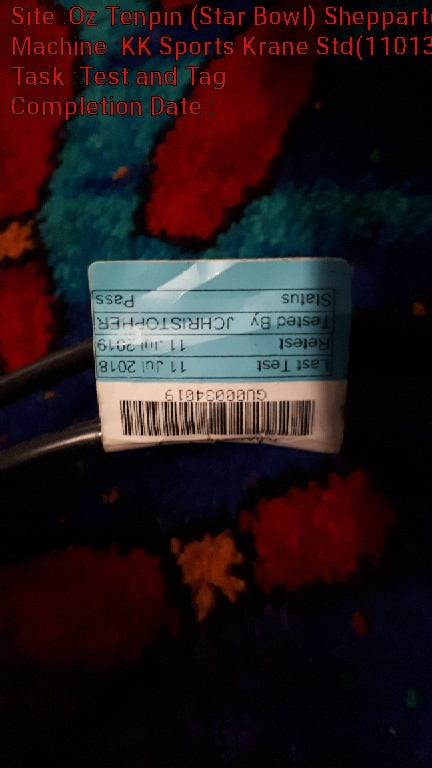 Site :Oz Tenpin (Star Bowl) Sheppart
Machine :KK Sports Krane Std(11013
Task :Test and Tag
Completion Date :
GU00034019
Last Test 11 Jul 2018
Retest 11 Jul 2019
Tested By JCHRISTOPHER
Status Pass